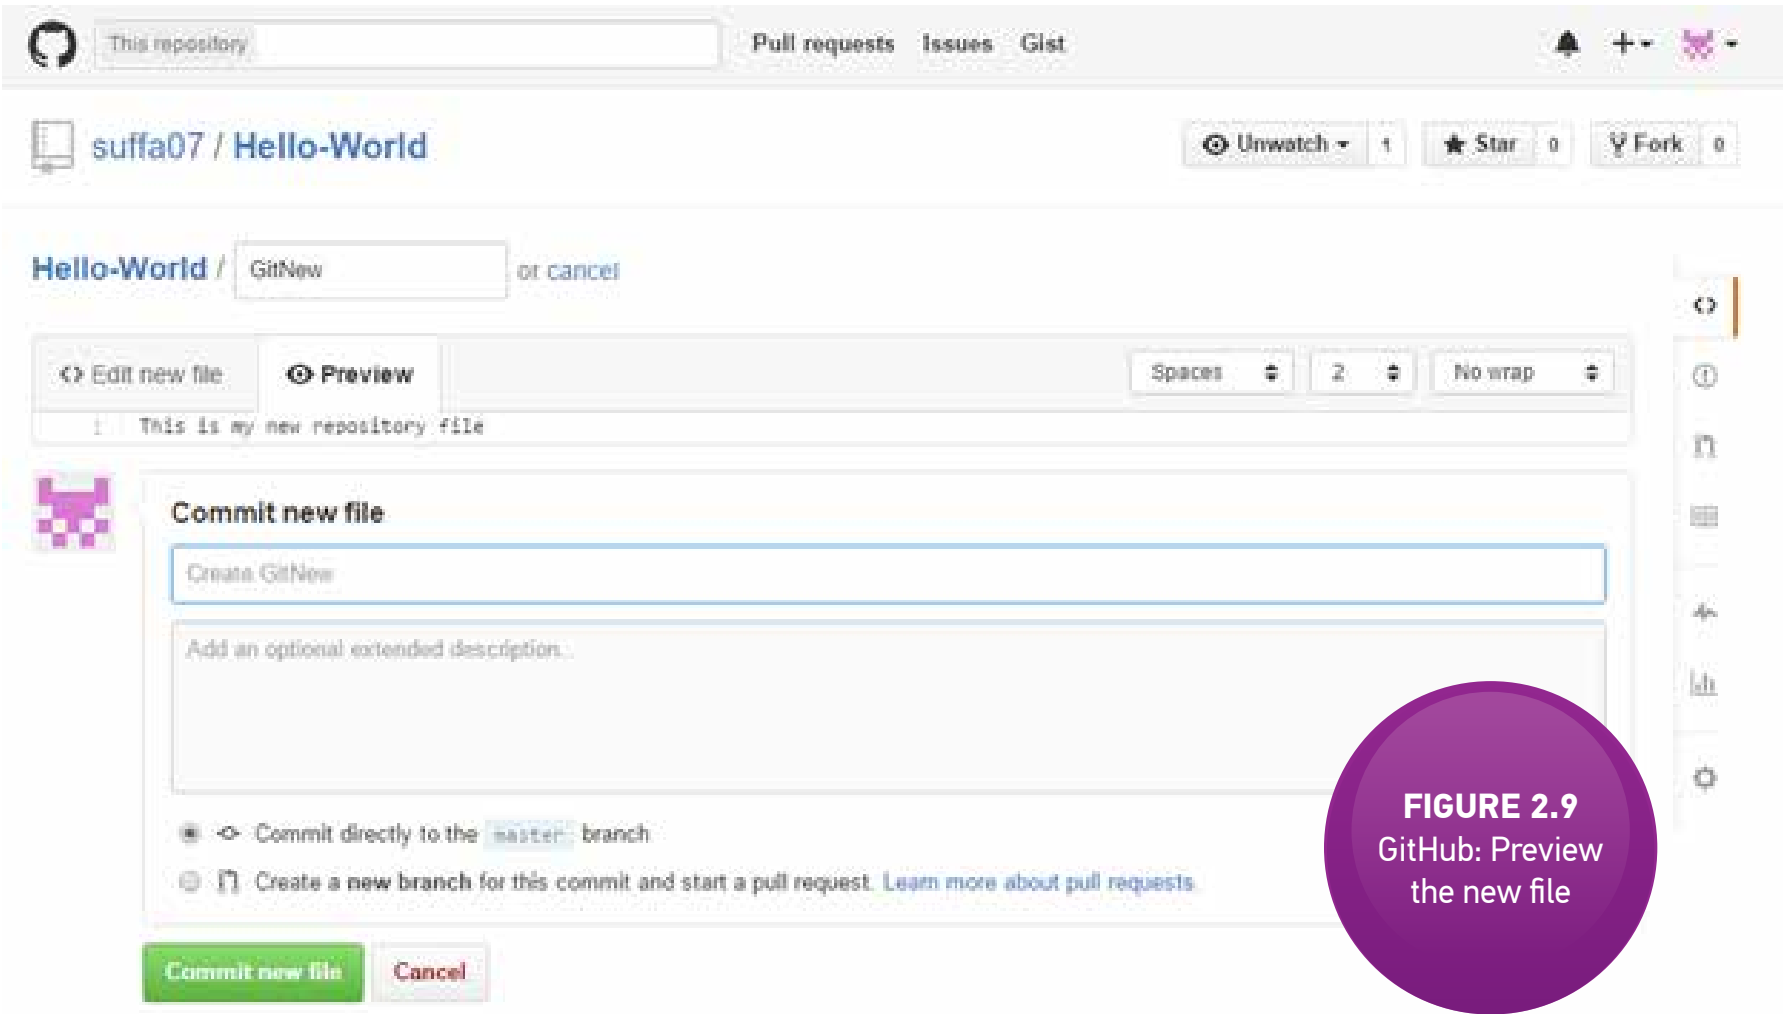 This repository
Pull requests Issues Gist
suffa07 / Hello-World
Unwatch 1 Star 0 Fork 0
Hello-World / GitNew or cancel
Edit new file Preview Spaces 2 No wrap
1 This is my new repository file
Commit new file
Create GitNew
Add an optional extended description...
Commit directly to the master branch
Create a new branch for this commit and start a pull request. Learn more about pull requests.
Commit new file Cancel
FIGURE 2.9
GitHub: Preview
the new file